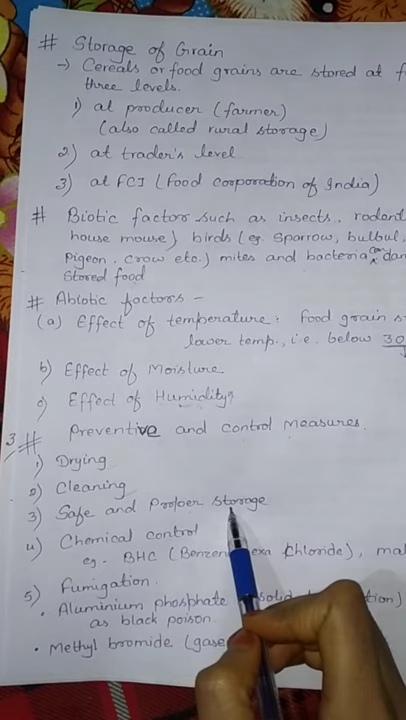 # Storage of Grain
→ Cereals or food grains are stored at
three levels.
1) at producer (farmer)
(also called rural storage)
2) at trader's level
3) at FCI (Food corporation of India)
# Biotic factors such as insects, rodent
house mouse) birds (eg. Sparrow, bulbul,
Pigeon, crow etc.) mites and bacteria can
stored food
# Abiotic factors -
(a) Effect of temperature: Food grain
lower temp., i.e. below 30
b) Effect of Moisture
c) Effect of Humidity
3 # Preventive and control Measures.
1) Drying
2) Cleaning
3) Safe and Proper storage
4) Chemical control
eg - BHC (Benzene hexa Chloride),
5) Fumigation.
• Aluminium phosphate
as black poison.
• Methyl bromide